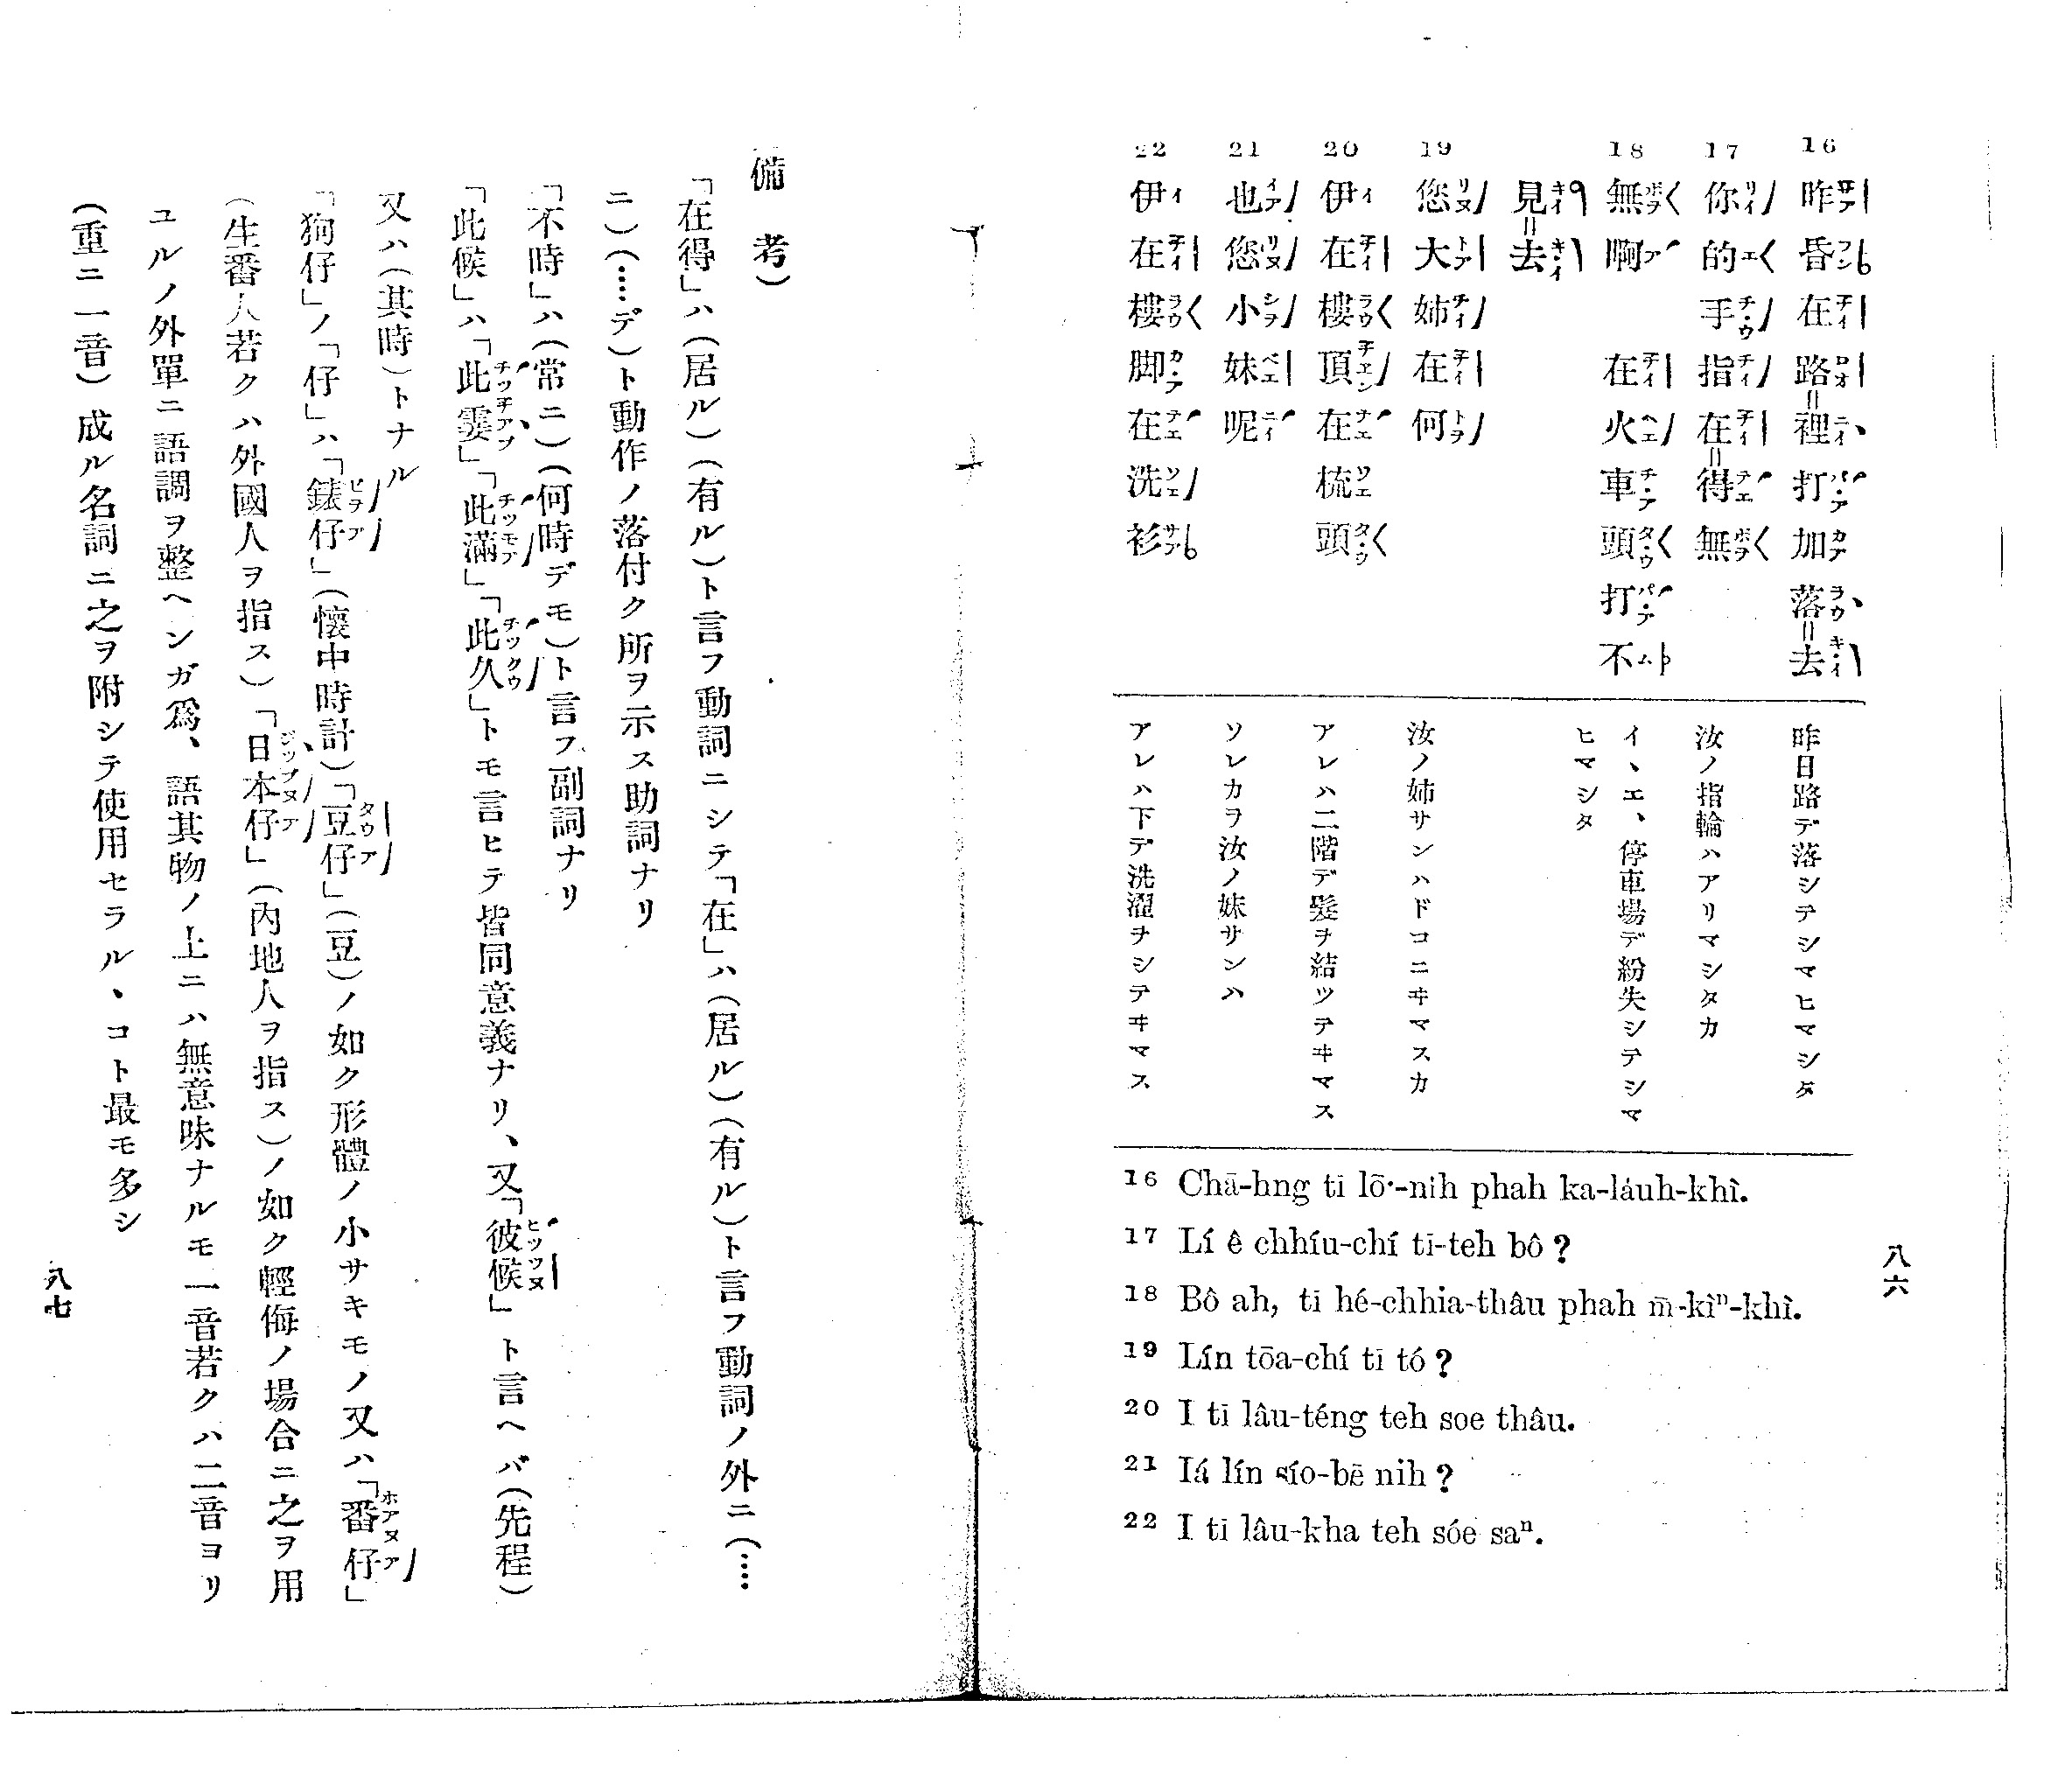 八六
16 昨昏在路=裡打加落=去
17 你的手指在=得無
18 無啊 在火車頭打不
見=去
19 您大姉在何
20 伊在樓頂在梳頭
21 也您小妹呢
22 伊在樓脚在洗衫
昨日路デ落シテシマヒマシタ
汝ノ指輪ハアリマシタカ
イヽエ、停車場デ紛失シテシマ
ヒマシタ
汝ノ姉サンハドコニヰマスカ
アレハ二階デ髮ヲ結ツテヰマス
ソレカヲ汝ノ妹サンハ
アレハ下デ洗濯ヲシテヰマス
16 Chā-hng tī lō·-nih phah ka-láuh-khì.
17 Lí ê chhíu-chí tī-teh bô?
18 Bô ah, tī hé-chhia-thâu phah m̄-kìⁿ-khì.
19 Lín tōa-chí tī tó?
20 I tī lâu-téng teh soe thâu.
21 Iá lín sío-bē nih?
22 I tī lâu-kha teh sóe saⁿ.
備考)
「在得」ハ(居ル)(有ル)ト言フ動詞ニシテ「在」ハ(居ル)(有ル)ト言フ動詞ノ外ニ(‥‥
ニ)(‥‥デ)ト動作ノ落付ク所ヲ示ス助詞ナリ
「不時」ハ(常ニ)(何時デモ)ト言フ副詞ナリ
「此候」ハ「此霎」「此滿」「此久」トモ言ヒテ皆同意義ナリ、又「彼候」ト言ヘバ(先程)
又ハ(其時)トナル
「狗仔」ノ「仔」ハ「錶仔」(懷中時計)「豆仔」(豆)ノ如ク形體ノ小サキモノ又ハ「番仔」
(生番人若クハ外國人ヲ指ス)「日本仔」(內地人ヲ指ス)ノ如ク輕侮ノ場合ニ之ヲ用
ユルノ外單ニ語調ヲ整ヘンガ爲、語其物ノ上ニハ無意味ナルモ一音若クハ二音ヨリ
(重ニ一音)成ル名詞ニ之ヲ附シテ使用セラルヽコト最モ多シ
八七